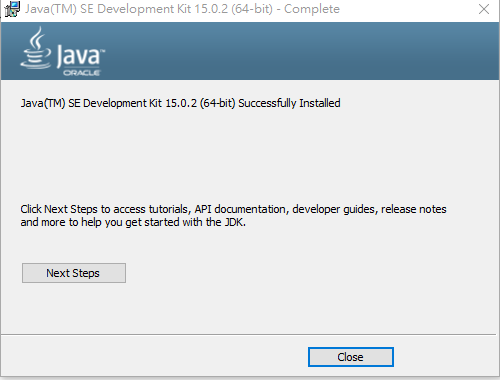 Java(TM) SE Development Kit 15.0.2 (64-bit) - Complete
Java™
ORACLE
Java(TM) SE Development Kit 15.0.2 (64-bit) Successfully Installed
Click Next Steps to access tutorials, API documentation, developer guides, release notes
and more to help you get started with the JDK.
Next Steps
Close